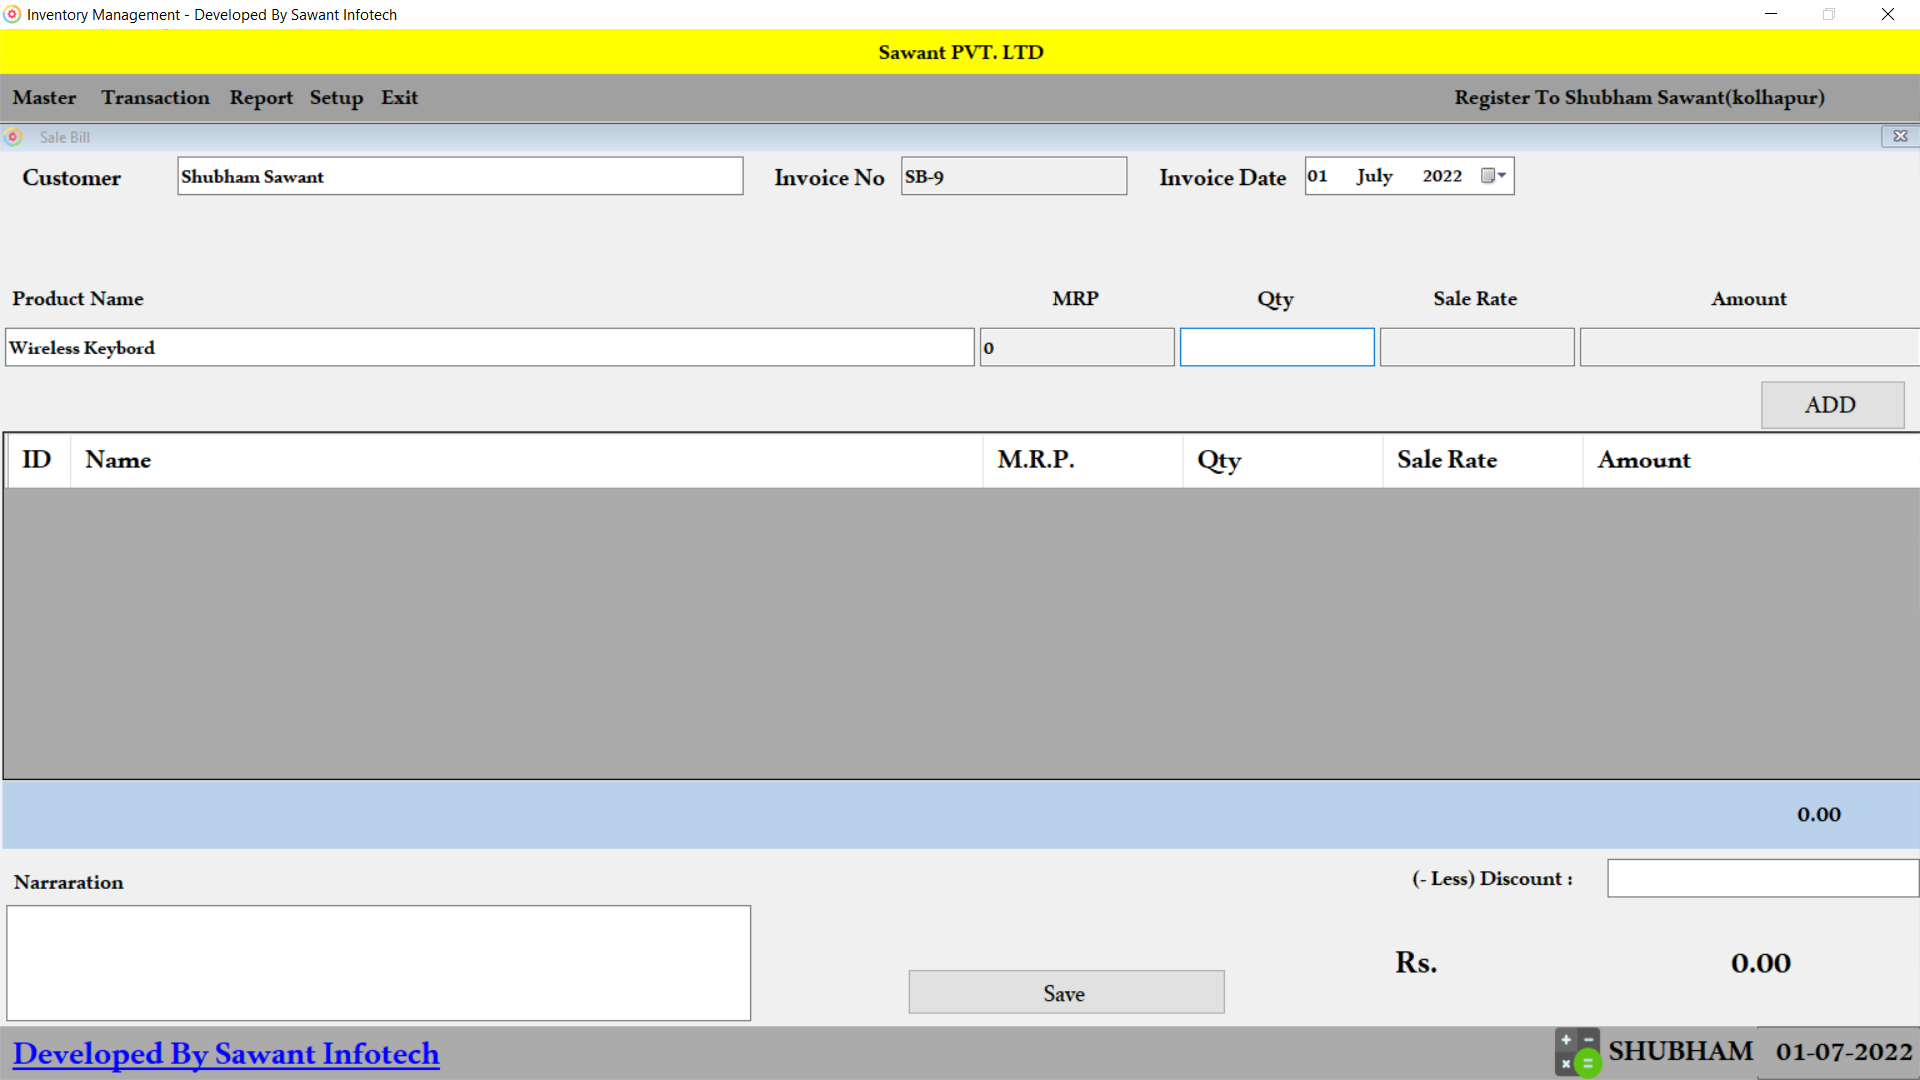 Inventory Management - Developed By Sawant Infotech
Sawant PVT. LTD
Master Transaction Report Setup Exit Register To Shubham Sawant(kolhapur)
Sale Bill
Customer Shubham Sawant Invoice No SB-9 Invoice Date 01 July 2022
Product Name MRP Qty Sale Rate Amount
Wireless Keybord 0
ADD
ID Name M.R.P. Qty Sale Rate Amount
0.00
Narraration (- Less) Discount :
Rs. 0.00
Save
Developed By Sawant Infotech SHUBHAM 01-07-2022